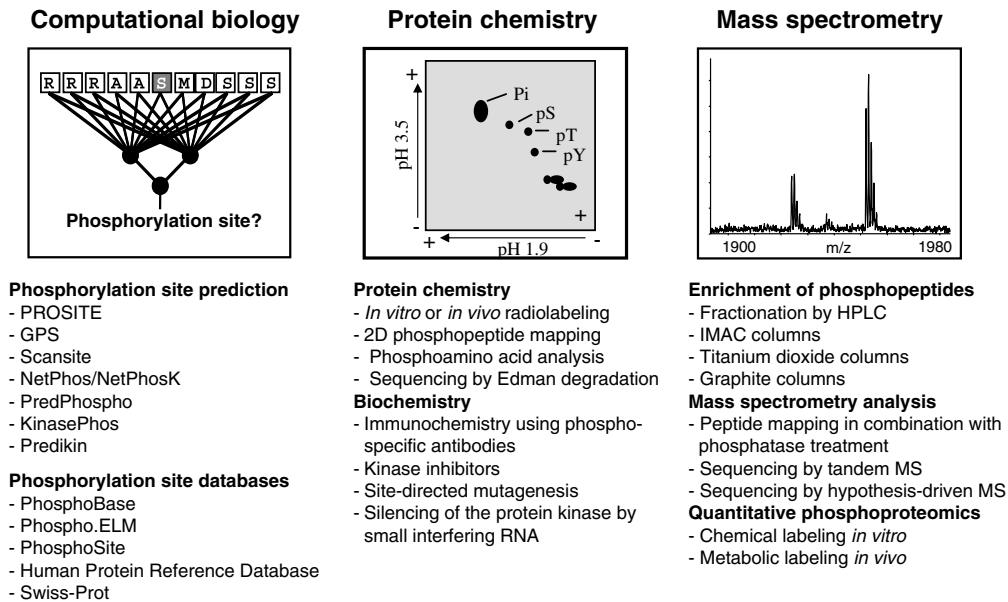 Computational biology
R R R A A S M D S S S
Phosphorylation site?
Phosphorylation site prediction
- PROSITE
- GPS
- Scansite
- NetPhos/NetPhosK
- PredPhospho
- KinasePhos
- Predikin
Phosphorylation site databases
- PhosphoBase
- Phospho.ELM
- PhosphoSite
- Human Protein Reference Database
- Swiss-Prot
Protein chemistry
+
Pi
pS
pT
pY
pH 3.5
+
-
+
pH 1.9
-
Protein chemistry
- In vitro or in vivo radiolabeling
- 2D phosphopeptide mapping
- Phosphoamino acid analysis
- Sequencing by Edman degradation
Biochemistry
- Immunochemistry using phospho-
specific antibodies
- Kinase inhibitors
- Site-directed mutagenesis
- Silencing of the protein kinase by
small interfering RNA
Mass spectrometry
1900 m/z 1980
Enrichment of phosphopeptides
- Fractionation by HPLC
- IMAC columns
- Titanium dioxide columns
- Graphite columns
Mass spectrometry analysis
- Peptide mapping in combination with
phosphatase treatment
- Sequencing by tandem MS
- Sequencing by hypothesis-driven MS
Quantitative phosphoproteomics
- Chemical labeling in vitro
- Metabolic labeling in vivo